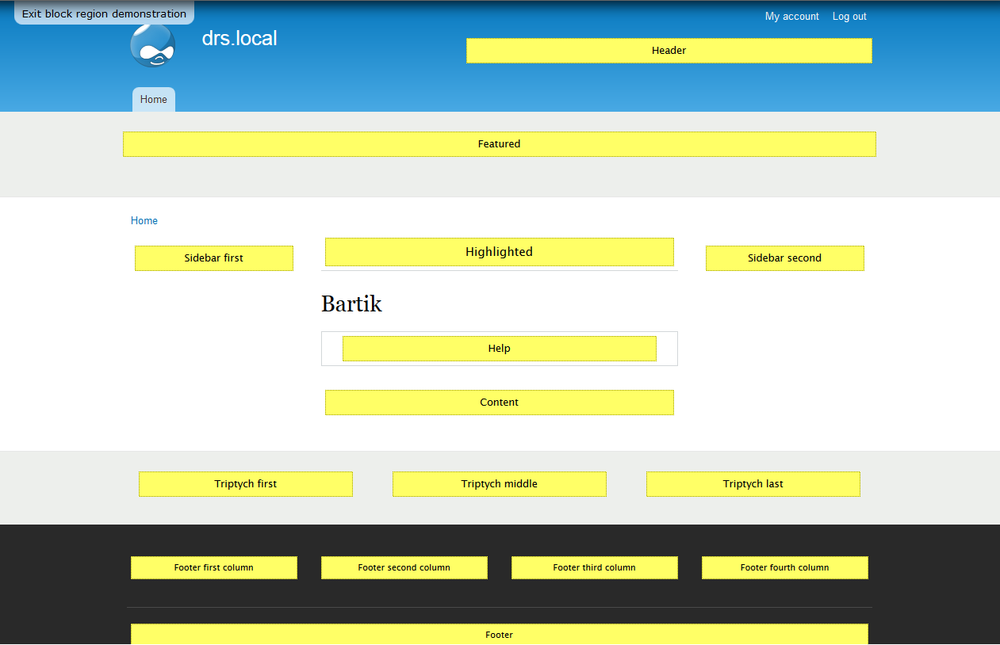 Exit block region demonstration
My account Log out
drs.local
Header
Home
Featured
Home
Sidebar first
Highlighted
Sidebar second
Bartik
Help
Content
Triptych first
Triptych middle
Triptych last
Footer first column
Footer second column
Footer third column
Footer fourth column
Footer